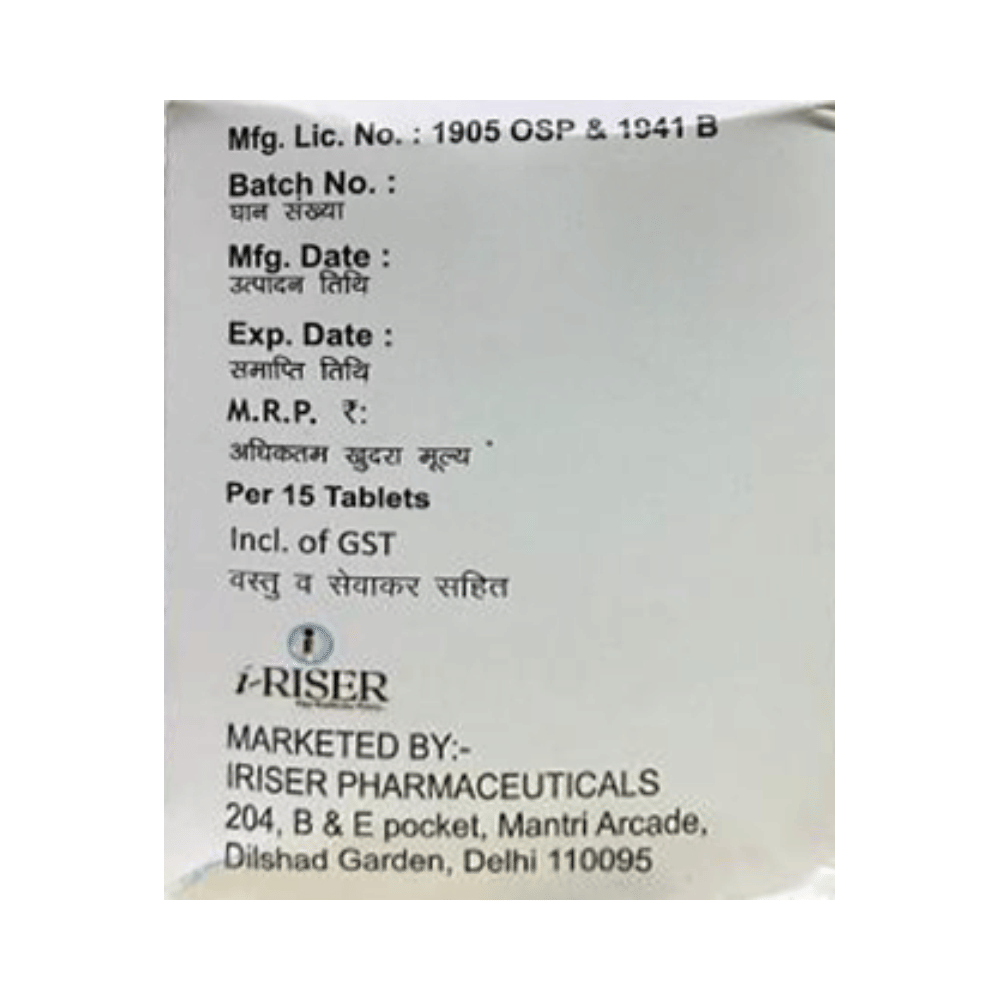 Mfg. Lic. No. : 1905 OSP & 1941 B
Batch No. :
घान संख्या
Mfg. Date :
उत्पादन तिथि
Exp. Date :
समाप्ति तिथि
M.R.P. ₹:
अधिकतम खुदरा मूल्य
Per 15 Tablets
Incl. of GST
वस्तु व सेवाकर सहित
i
i-RISER
MARKETED BY:-
IRISER PHARMACEUTICALS
204, B & E pocket, Mantri Arcade,
Dilshad Garden, Delhi 110095